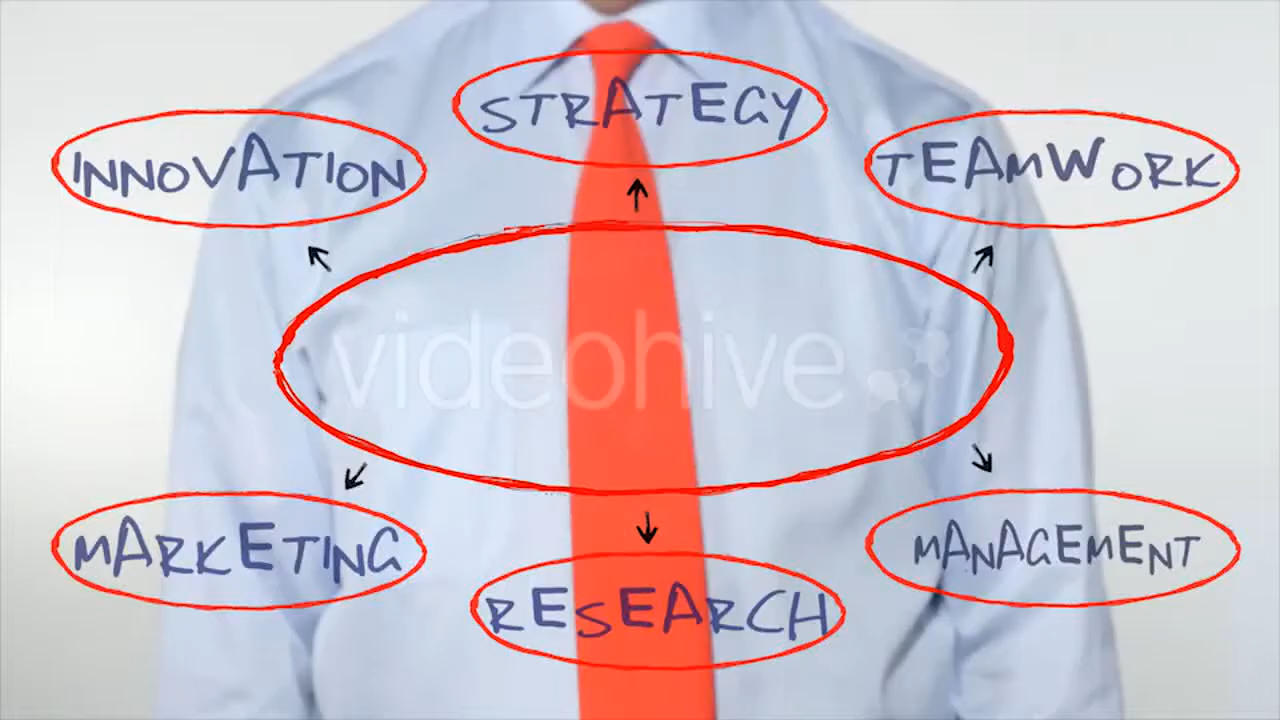 STRATEGY
INNOVATION
TEAMWORK
videohive
MARKETING
MANAGEMENT
RESEARCH